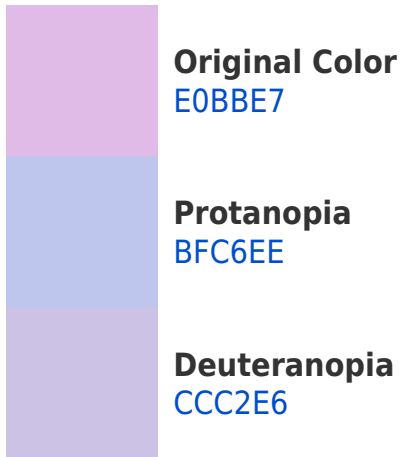 Original Color
E0BBE7
Protanopia
BFC6EE
Deuteranopia
CCC2E6